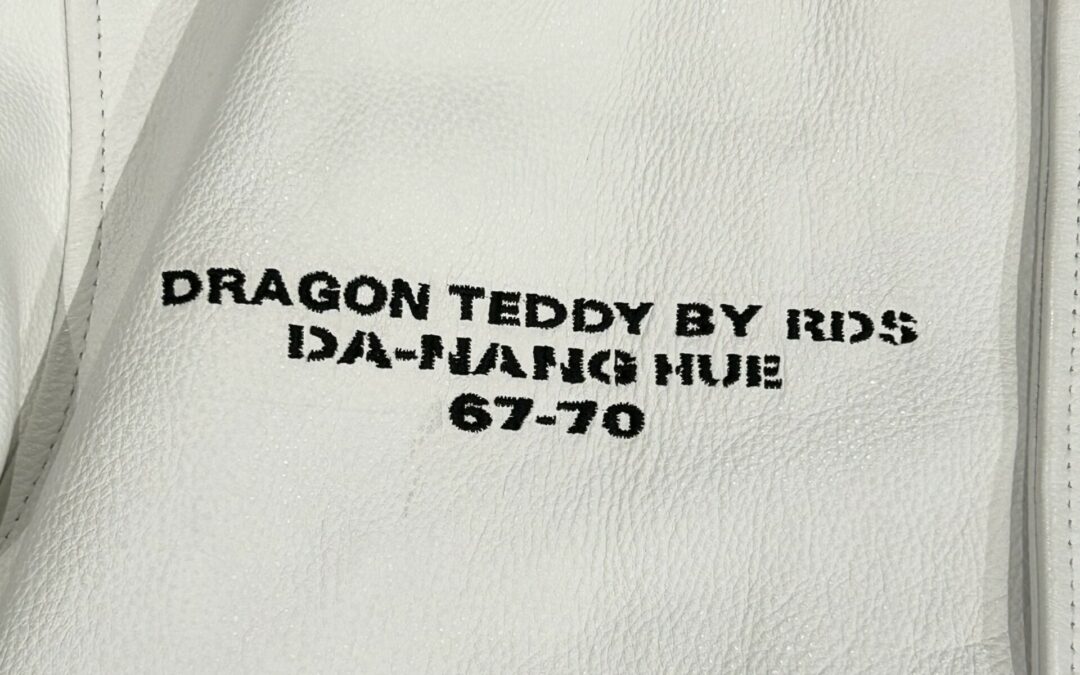 DRAGON TEDDY BY RDS
DA-NANG HUE
67-70